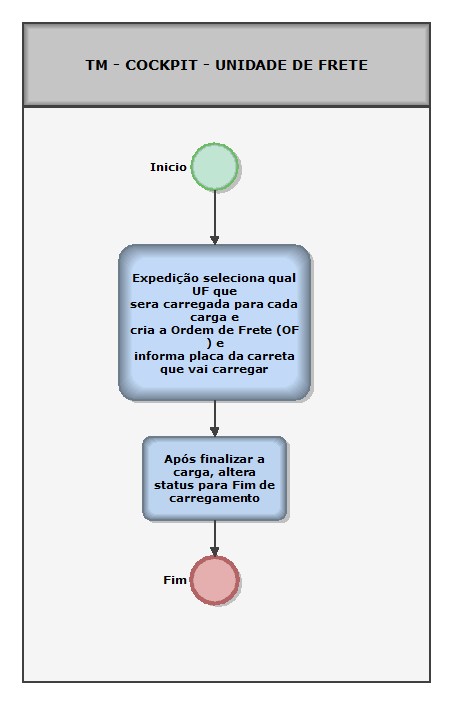 TM - COCKPIT - UNIDADE DE FRETE
Inicio
Expedição seleciona qual
UF que
sera carregada para cada
carga e
cria a Ordem de Frete (OF
) e
informa placa da carreta
que vai carregar
Após finalizar a
carga, altera
status para Fim de
carregamento
Fim